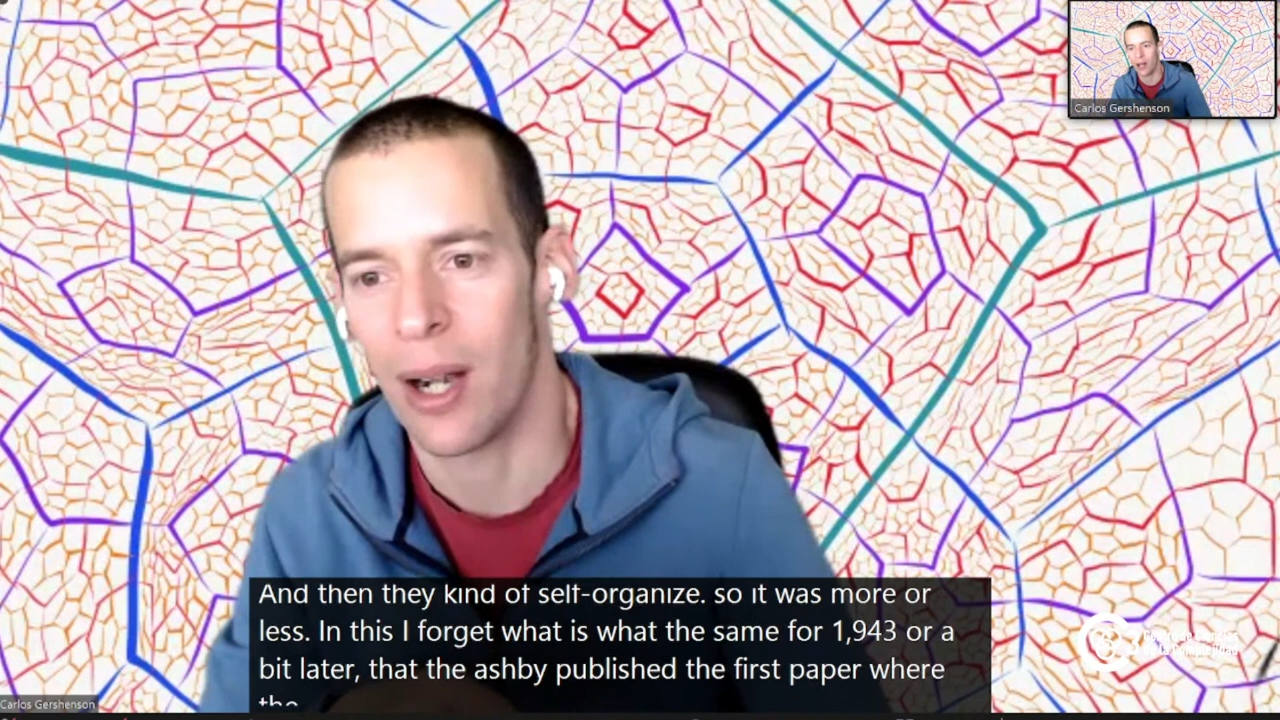 Carlos Gershenson
And then they kind of self-organize. so it was more or
less. In this I forget what is what the same for 1,943 or a
bit later, that the ashby published the first paper where
the
Carlos Gershenson